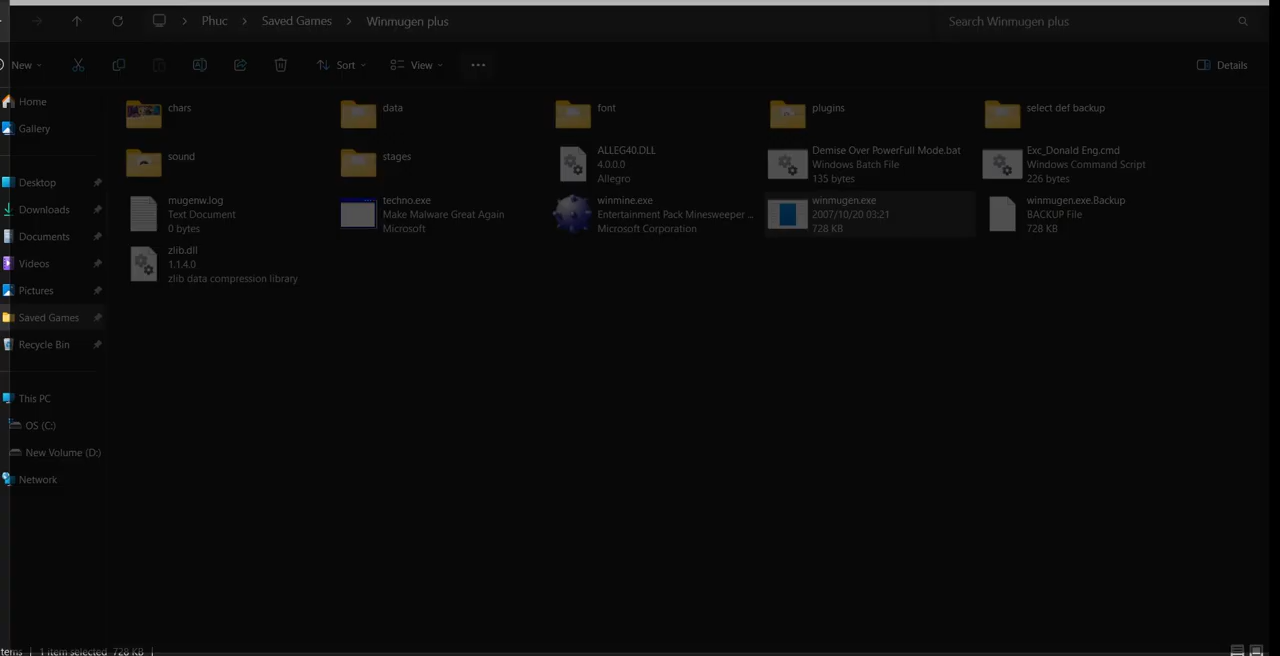 Phuc > Saved Games > Winmugen plus
Search Winmugen plus
New
Sort
View
Details
Home
Gallery
Desktop
Downloads
Documents
Videos
Pictures
Saved Games
Recycle Bin
This PC
OS (C:)
New Volume (D:)
Network
chars
data
font
plugins
select def backup
sound
stages
ALLEG40.DLL
4.0.0.0
Allegro
Demise Over PowerFull Mode.bat
Windows Batch File
135 bytes
Exc_Donald Eng.cmd
Windows Command Script
226 bytes
mugenw.log
Text Document
0 bytes
techno.exe
Make Malware Great Again
Microsoft
winmine.exe
Entertainment Pack Minesweeper ...
Microsoft Corporation
winmugen.exe
2007/10/20 03:21
728 KB
winmugen.exe.Backup
BACKUP File
728 KB
zlib.dll
1.1.4.0
zlib data compression library
tems | 1 item selected 728 KB |